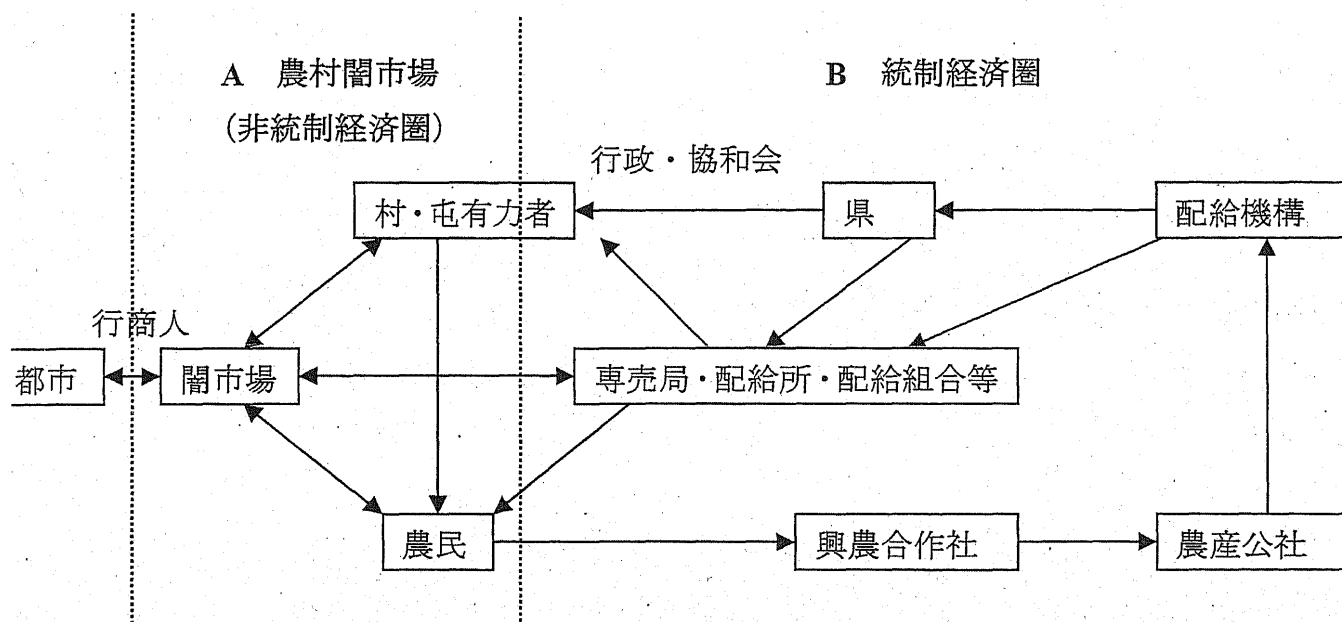 A 農村闇市場
(非統制経済圏)
B 統制経済圏
行政・協和会
村・屯有力者
県
配給機構
行商人
都市
闇市場
専売局・配給所・配給組合等
農民
興農合作社
農産公社